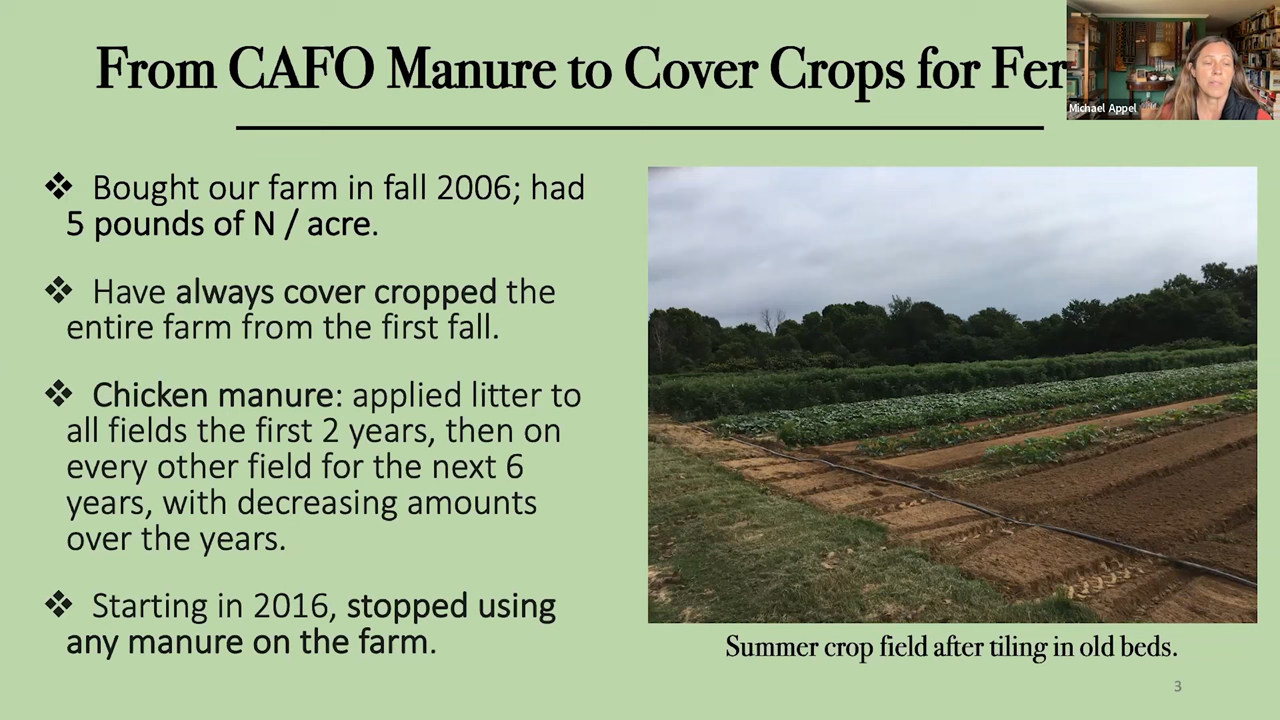 From CAFO Manure to Cover Crops for Fer
Michael Appel
❖ Bought our farm in fall 2006; had
5 pounds of N / acre.
❖ Have always cover cropped the
entire farm from the first fall.
❖ Chicken manure: applied litter to
all fields the first 2 years, then on
every other field for the next 6
years, with decreasing amounts
over the years.
❖ Starting in 2016, stopped using
any manure on the farm.
Summer crop field after tiling in old beds.
3